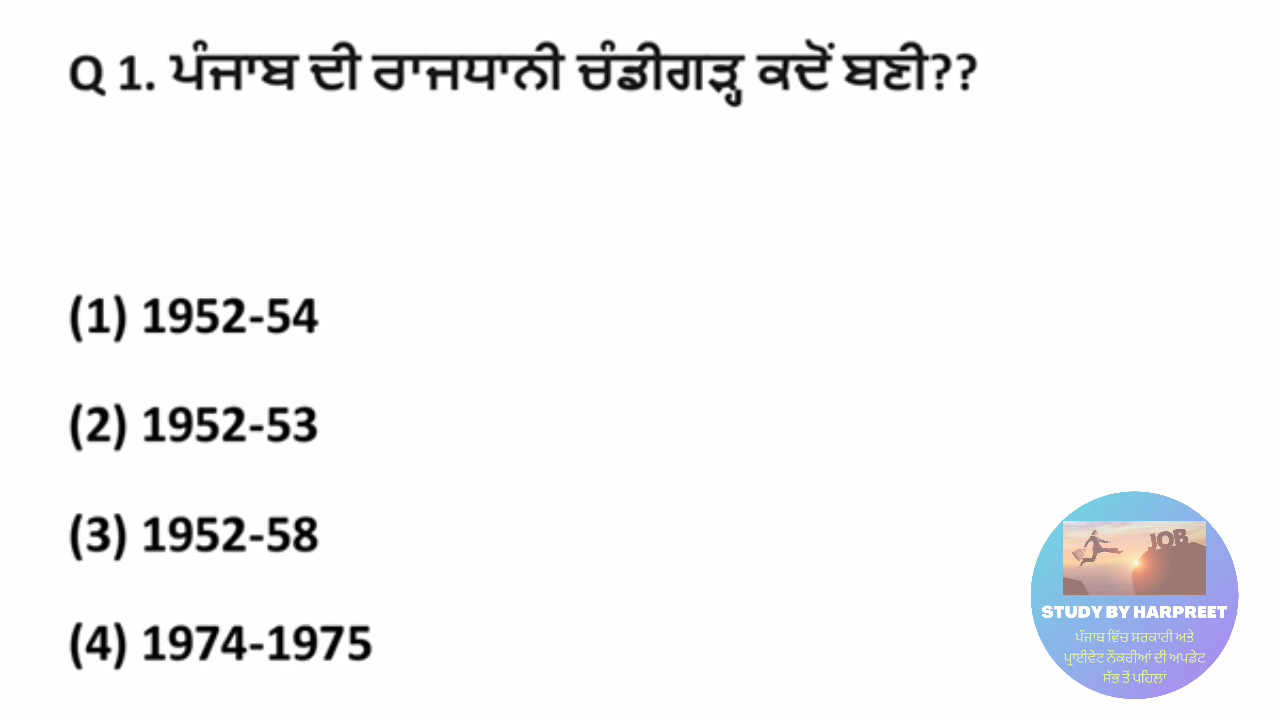 Q 1. ਪੰਜਾਬ ਦੀ ਰਾਜਧਾਨੀ ਚੰਡੀਗੜ੍ਹ ਕਦੋਂ ਬਣੀ??
(1) 1952-54
(2) 1952-53
(3) 1952-58
(4) 1974-1975
JOB
STUDY BY HARPREET
ਪੰਜਾਬ ਵਿੱਚ ਸਰਕਾਰੀ ਅਤੇ
ਪ੍ਰਾਈਵੇਟ ਨੌਕਰੀਆਂ ਦੀ ਅਪਡੇਟ
ਸੱਭ ਤੋਂ ਪਹਿਲਾਂ